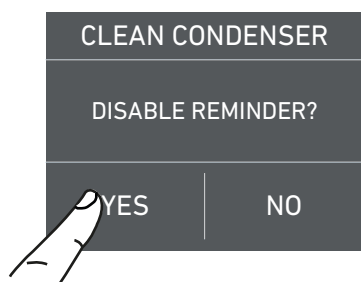 CLEAN CONDENSER
DISABLE REMINDER?
YES NO